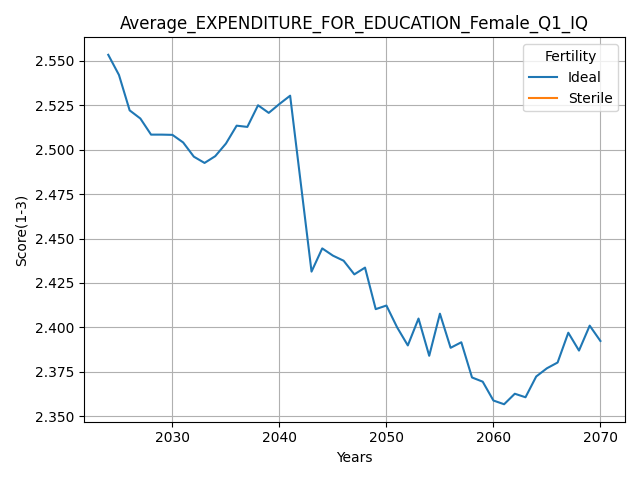 Average_EXPENDITURE_FOR_EDUCATION_Female_Q1_IQ
Fertility
Ideal
Sterile
Score(1-3)
2.550
2.525
2.500
2.475
2.450
2.425
2.400
2.375
2.350
2030 2040 2050 2060 2070
Years